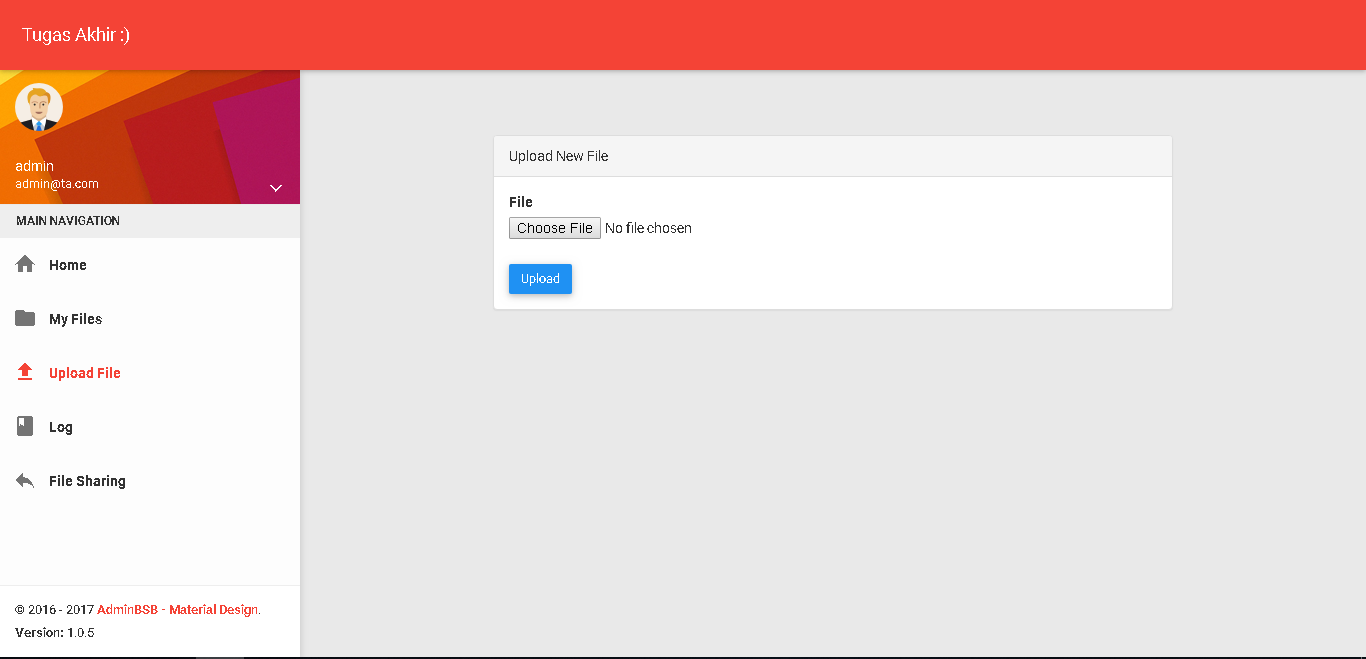 Tugas Akhir :)
admin
admin@ta.com
MAIN NAVIGATION
Home
My Files
Upload File
Log
File Sharing
© 2016 - 2017 AdminBSB - Material Design.
Version: 1.0.5
Upload New File
File
Choose File No file chosen
Upload